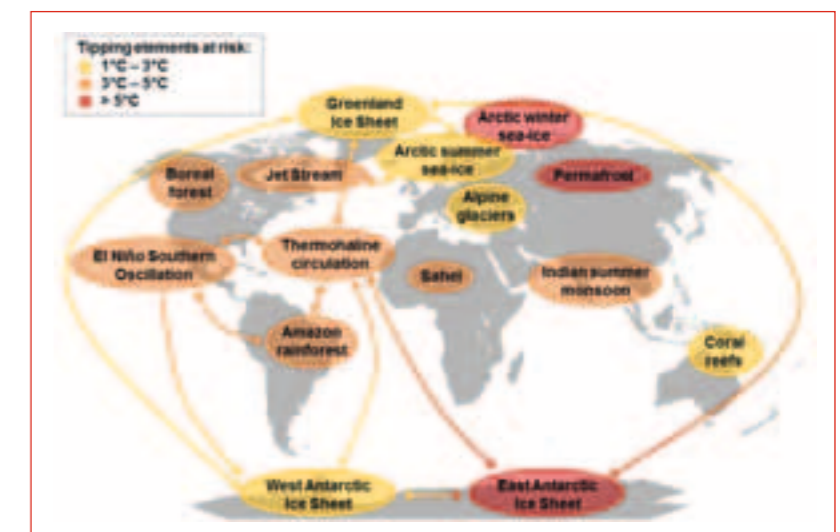 Tipping elements at risk:
1°C – 3°C
3°C – 5°C
> 5°C
Greenland
Ice Sheet
Arctic winter
sea-ice
Arctic summer
sea-ice
Boreal
forest
Jet Stream
Permafrost
Alpine
glaciers
El Niño Southern
Oscillation
Thermohaline
circulation
Sahel
Indian summer
monsoon
Amazon
rainforest
Coral
reefs
West Antarctic
Ice Sheet
East Antarctic
Ice Sheet